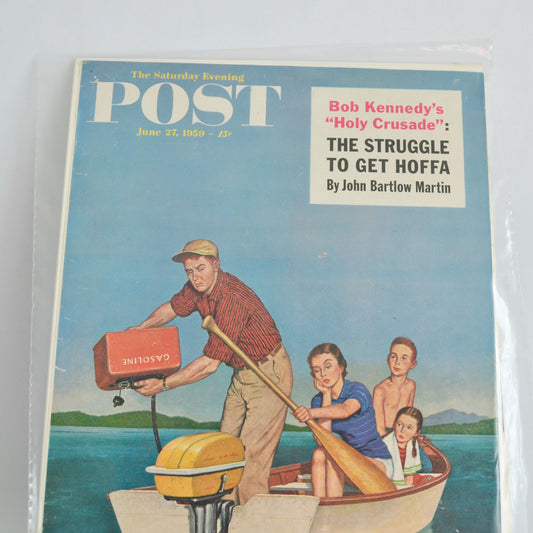 The Saturday Evening
POST
June 27, 1959 - 15¢
Bob Kennedy's
"Holy Crusade":
THE STRUGGLE
TO GET HOFFA
By John Bartlow Martin
GASOLINE